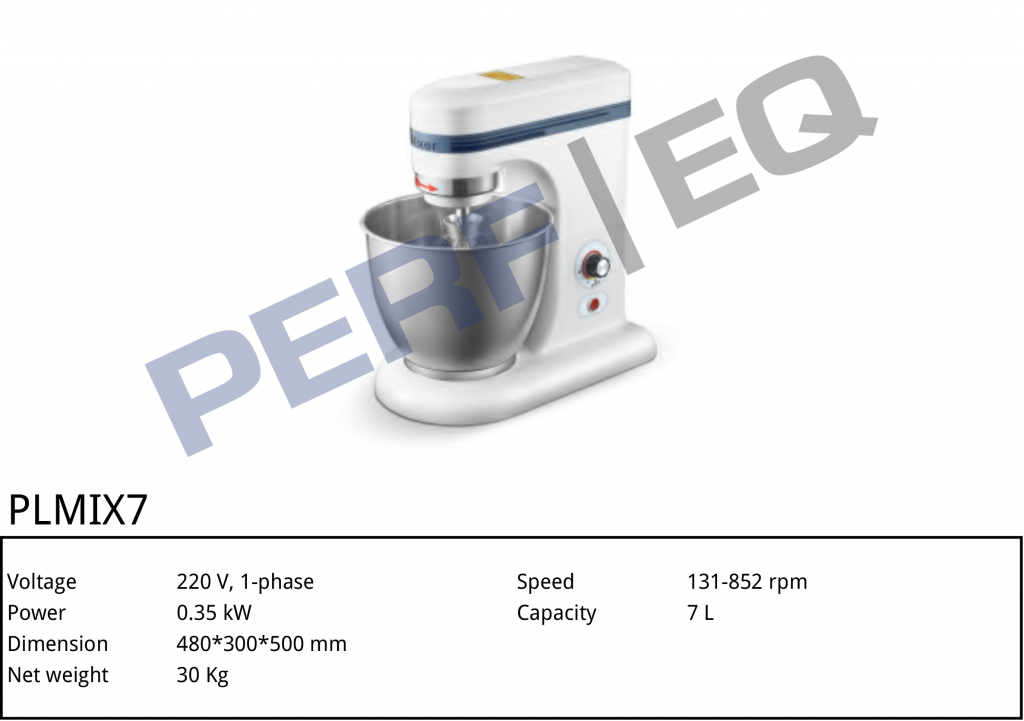 PERF|EQ
PLMIX7
Voltage 220 V, 1-phase Speed 131-852 rpm
Power 0.35 kW Capacity 7 L
Dimension 480*300*500 mm
Net weight 30 Kg